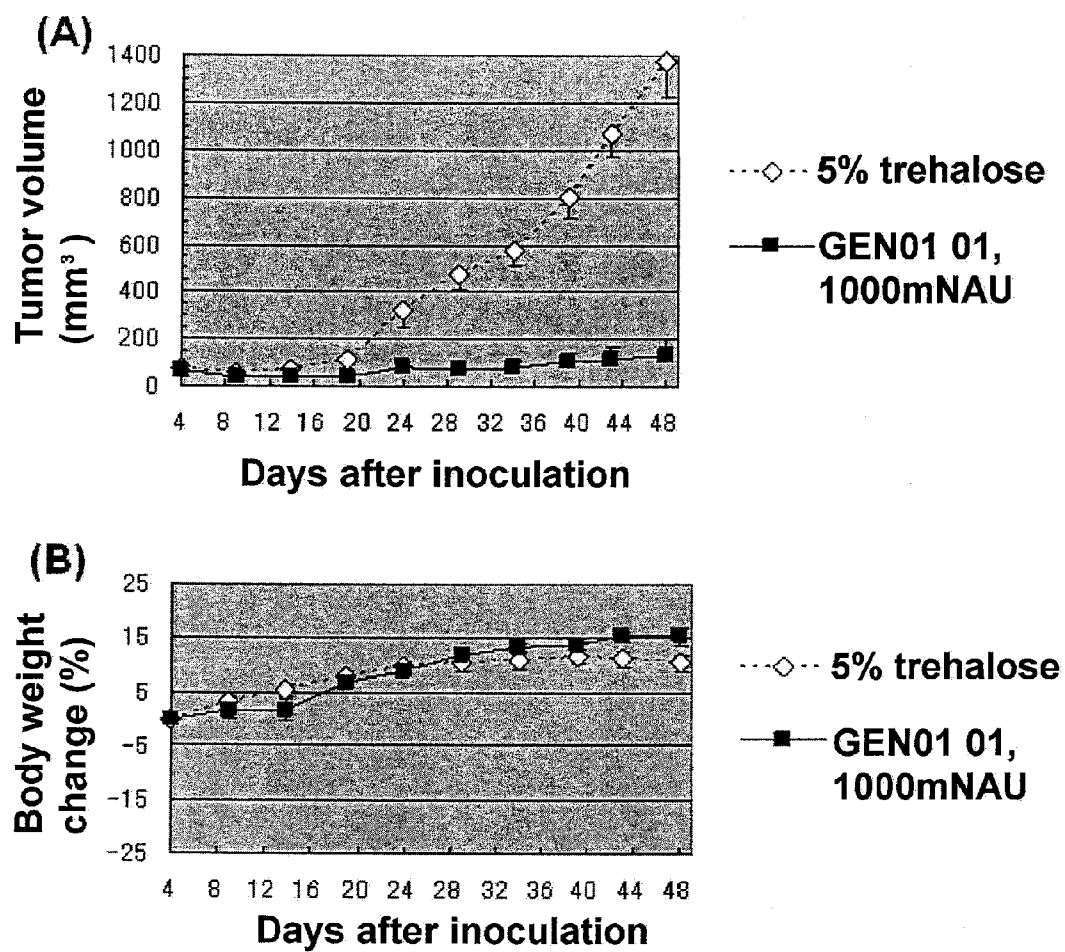 (A)
1400
1200
1000
800
600
400
200
0
Tumor volume
(mm³)
4 8 12 16 20 24 28 32 36 40 44 48
Days after inoculation
5% trehalose
GEN01 01,
1000mNAU
(B)
25
15
5
-5
-15
-25
Body weight
change (%)
4 8 12 16 20 24 28 32 36 40 44 48
Days after inoculation
5% trehalose
GEN01 01,
1000mNAU